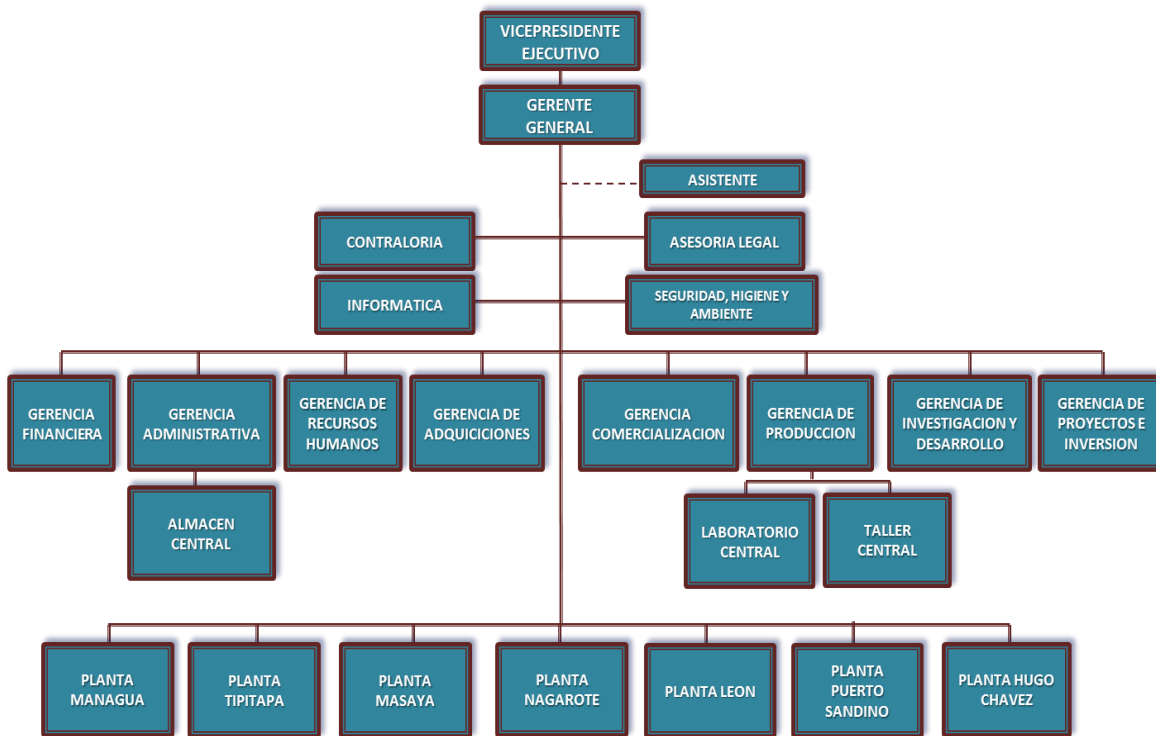 VICEPRESIDENTE
EJECUTIVO
GERENTE
GENERAL
ASISTENTE
CONTRALORIA
ASESORIA LEGAL
INFORMATICA
SEGURIDAD, HIGIENE Y
AMBIENTE
GERENCIA
FINANCIERA
GERENCIA
ADMINISTRATIVA
GERENCIA DE
RECURSOS
HUMANOS
GERENCIA DE
ADQUICICIONES
GERENCIA
COMERCIALIZACION
GERENCIA DE
PRODUCCION
GERENCIA DE
INVESTIGACION Y
DESARROLLO
GERENCIA DE
PROYECTOS E
INVERSION
ALMACEN
CENTRAL
LABORATORIO
CENTRAL
TALLER
CENTRAL
PLANTA
MANAGUA
PLANTA
TIPITAPA
PLANTA
MASAYA
PLANTA
NAGAROTE
PLANTA LEON
PLANTA
PUERTO
SANDINO
PLANTA HUGO
CHAVEZ